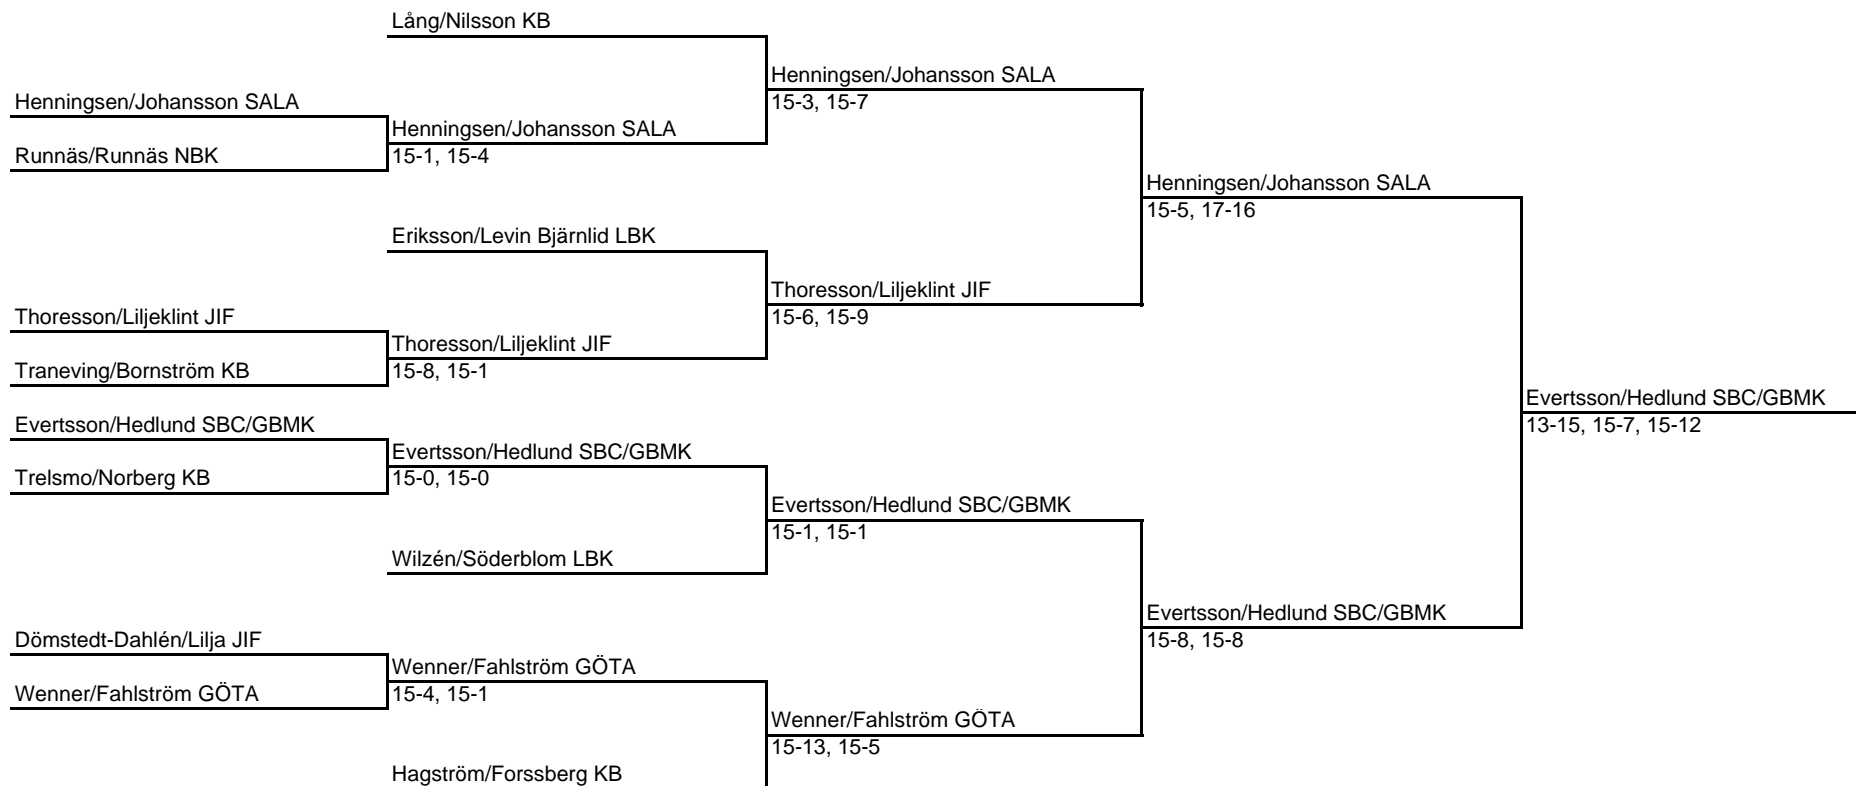 Lång/Nilsson KB
Henningsen/Johansson SALA
Henningsen/Johansson SALA
15-3, 15-7
Henningsen/Johansson SALA
Runnäs/Runnäs NBK
15-1, 15-4
Henningsen/Johansson SALA
15-5, 17-16
Eriksson/Levin Bjärnlid LBK
Thoresson/Liljeklint JIF
Thoresson/Liljeklint JIF
15-6, 15-9
Thoresson/Liljeklint JIF
Traneving/Bornström KB
15-8, 15-1
Evertsson/Hedlund SBC/GBMK
Evertsson/Hedlund SBC/GBMK
13-15, 15-7, 15-12
Evertsson/Hedlund SBC/GBMK
Trelsmo/Norberg KB
15-0, 15-0
Evertsson/Hedlund SBC/GBMK
15-1, 15-1
Wilzén/Söderblom LBK
Evertsson/Hedlund SBC/GBMK
Dömstedt-Dahlén/Lilja JIF
15-8, 15-8
Wenner/Fahlström GÖTA
Wenner/Fahlström GÖTA
15-4, 15-1
Wenner/Fahlström GÖTA
15-13, 15-5
Hagström/Forssberg KB